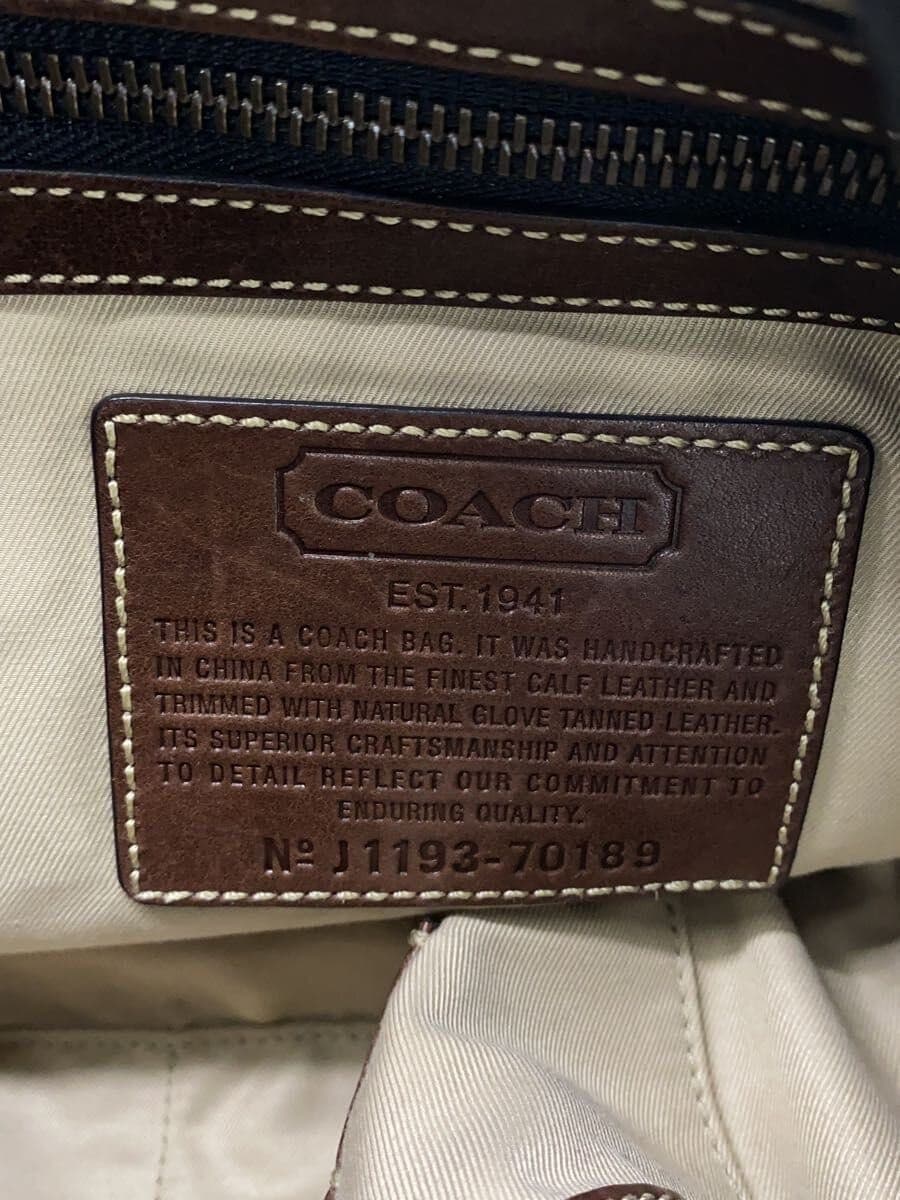 COACH
EST. 1941
THIS IS A COACH BAG. IT WAS HANDCRAFTED
IN CHINA FROM THE FINEST CALF LEATHER AND
TRIMMED WITH NATURAL GLOVE TANNED LEATHER.
ITS SUPERIOR CRAFTSMANSHIP AND ATTENTION
TO DETAIL REFLECT OUR COMMITMENT TO
ENDURING QUALITY.
Nº J1193-70189